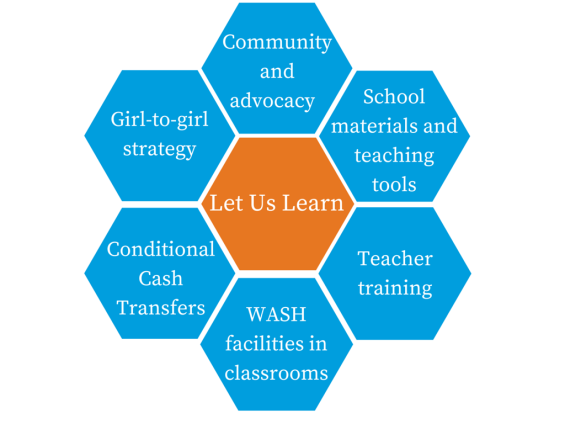 Community
and
advocacy
School
materials and
teaching
tools
Girl-to-girl
strategy
Let Us Learn
Conditional
Cash
Transfers
Teacher
training
WASH
facilities in
classrooms